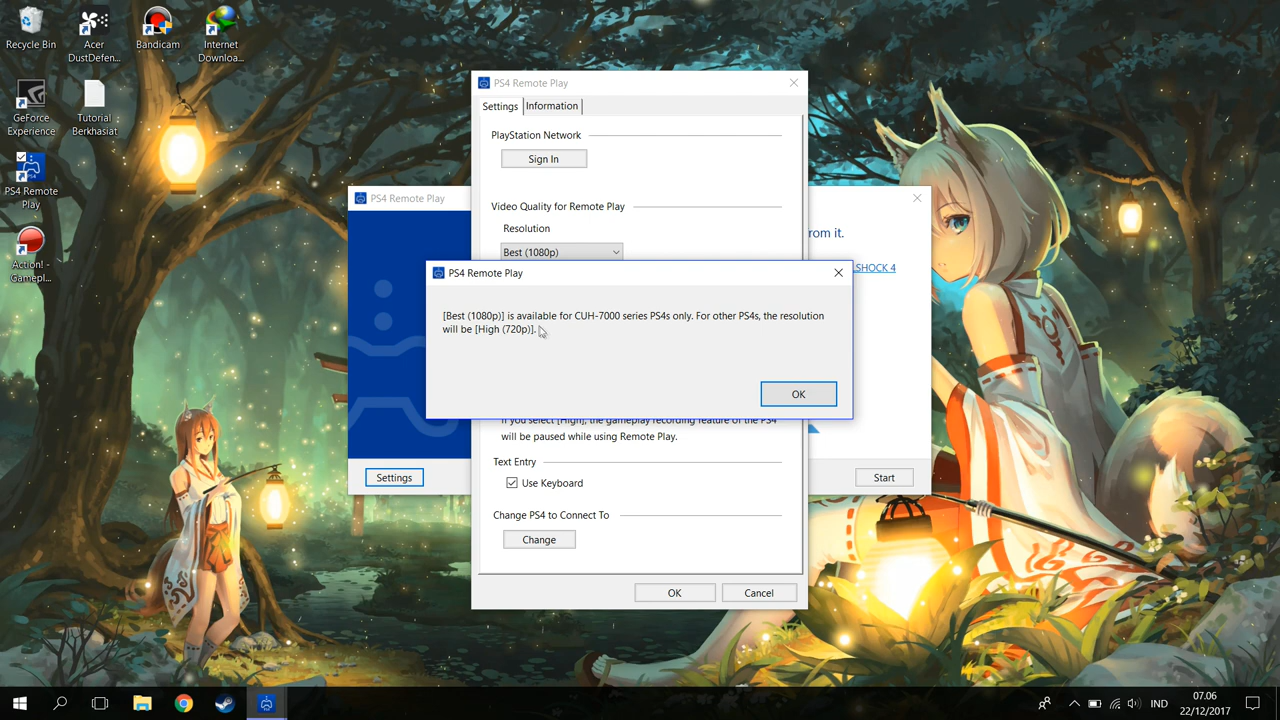 Recycle Bin
Acer
DustDefen...
Bandicam
Internet
Downloa...
GeForce
Experience
Tutorial
Berkhasiat
PS4 Remote
Play
Action! -
Gamepl...
PS4 Remote Play
Settings
Information
PlayStation Network
Sign In
Video Quality for Remote Play
Resolution
Best (1080p)
PS4 Remote Play
rom it.
LSHOCK 4
PS4 Remote Play
[Best (1080p)] is available for CUH-7000 series PS4s only. For other PS4s, the resolution
will be [High (720p)].
OK
If you select [High], the gameplay recording feature of the PS4
will be paused while using Remote Play.
Text Entry
Use Keyboard
Change PS4 to Connect To
Change
Settings
Start
OK
Cancel
IND
07.06
22/12/2017